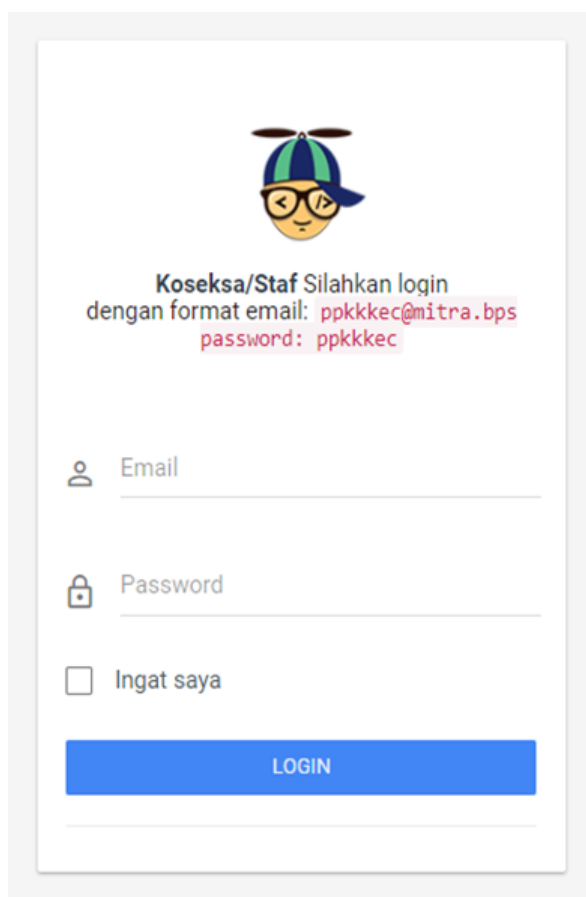 Koseksa/Staf Silahkan login
dengan format email: ppkkkec@mitra.bps
password: ppkkkec
Email
Password
Ingat saya
LOGIN